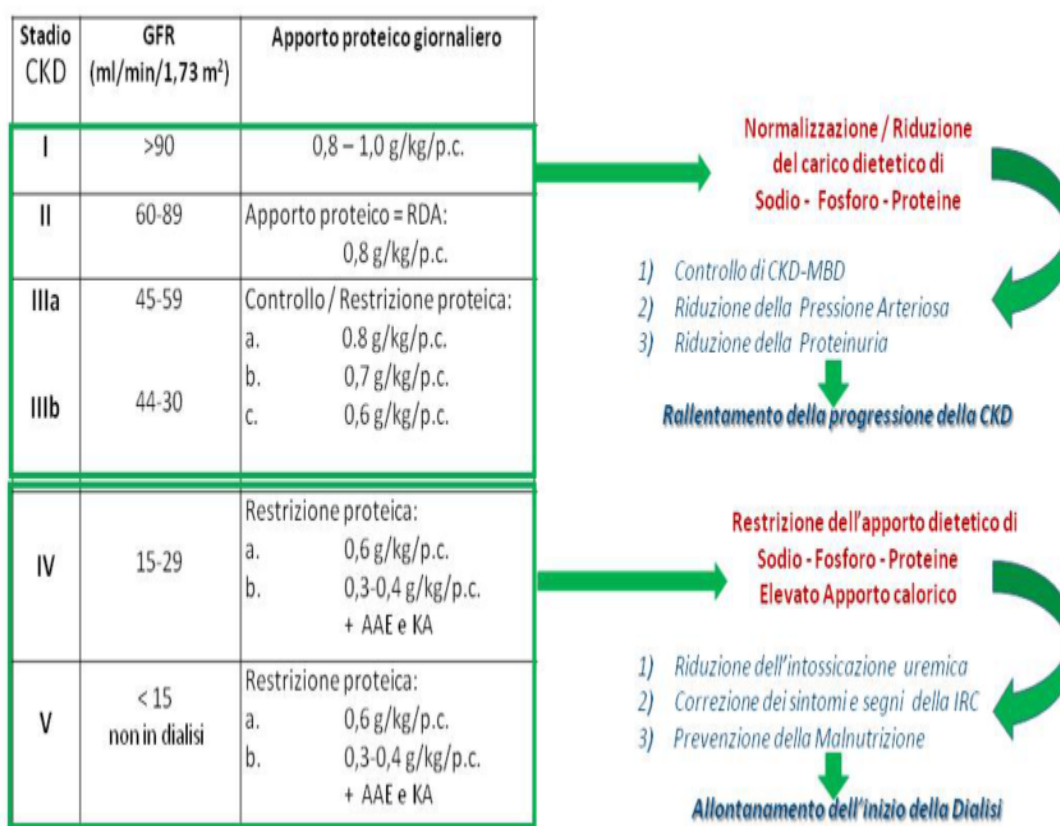 Stadio CKD
GFR (ml/min/1,73 m²)
Apporto proteico giornaliero
I
>90
0,8 – 1,0 g/kg/p.c.
II
60-89
Apporto proteico = RDA:
0,8 g/kg/p.c.
IIIa
45-59
Controllo / Restrizione proteica:
a. 0.8 g/kg/p.c.
b. 0,7 g/kg/p.c.
IIIb
44-30
c. 0,6 g/kg/p.c.
IV
15-29
Restrizione proteica:
a. 0,6 g/kg/p.c.
b. 0,3-0,4 g/kg/p.c.
+ AAE e KA
V
< 15
non in dialisi
Restrizione proteica:
a. 0,6 g/kg/p.c.
b. 0,3-0,4 g/kg/p.c.
+ AAE e KA
Normalizzazione / Riduzione
del carico dietetico di
Sodio - Fosforo - Proteine
1) Controllo di CKD-MBD
2) Riduzione della Pressione Arteriosa
3) Riduzione della Proteinuria
Rallentamento della progressione della CKD
Restrizione dell'apporto dietetico di
Sodio - Fosforo - Proteine
Elevato Apporto calorico
1) Riduzione dell'intossicazione uremica
2) Correzione dei sintomi e segni della IRC
3) Prevenzione della Malnutrizione
Allontanamento dell'inizio della Dialisi